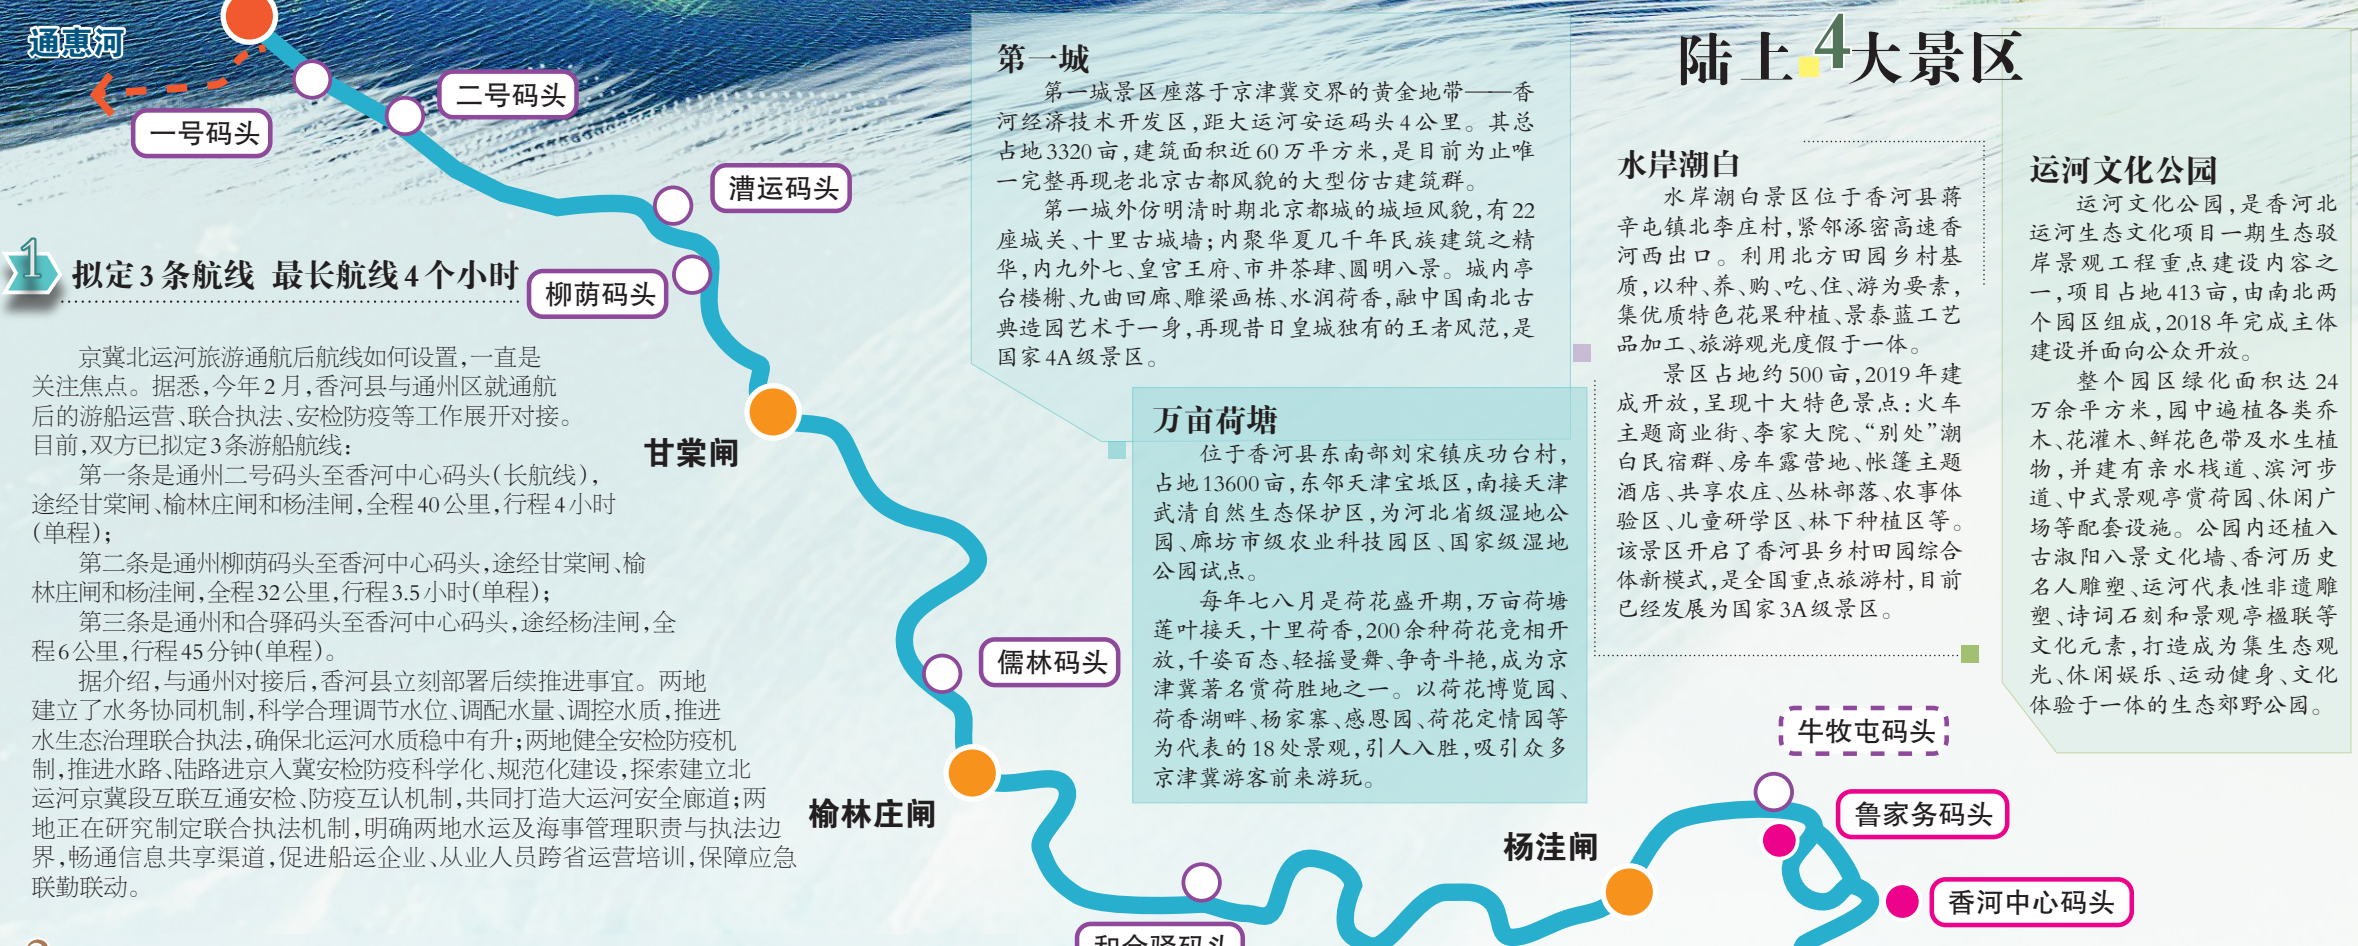 通惠河
一号码头
二号码头
漕运码头
柳荫码头
1 拟定3条航线 最长航线4个小时
京冀北运河旅游通航后航线如何设置,一直是
关注焦点。据悉,今年2月,香河县与通州区就通航
后的游船运营、联合执法、安检防疫等工作展开对接。
目前,双方已拟定3条游船航线:
第一条是通州二号码头至香河中心码头(长航线),
途经甘棠闸、榆林庄闸和杨洼闸,全程40公里,行程4小时
(单程);
第二条是通州柳荫码头至香河中心码头,途经甘棠闸、榆
林庄闸和杨洼闸,全程32公里,行程3.5小时(单程);
第三条是通州和合驿码头至香河中心码头,途经杨洼闸,全
程6公里,行程45分钟(单程)。
据介绍,与通州对接后,香河县立刻部署后续推进事宜。两地
建立了水务协同机制,科学合理调节水位、调配水量、调控水质,推进
水生态治理联合执法,确保北运河水质稳中有升;两地健全安检防疫机
制,推进水路、陆路进京入冀安检防疫科学化、规范化建设,探索建立北
运河京冀段互联互通安检、防疫互认机制,共同打造大运河安全廊道;两
地正在研究制定联合执法机制,明确两地水运及海事管理职责与执法边
界,畅通信息共享渠道,促进船运企业、从业人员跨省运营培训,保障应急
联勤联动。
甘棠闸
儒林码头
榆林庄闸
和合驿码头
杨洼闸
牛牧屯码头
鲁家务码头
香河中心码头
陆上4大景区
第一城
第一城景区座落于京津冀交界的黄金地带——香
河经济技术开发区,距大运河安运码头4公里。其总
占地3320亩,建筑面积近60万平方米,是目前为止唯
一完整再现老北京古都风貌的大型仿古建筑群。
第一城外仿明清时期北京都城的城垣风貌,有22
座城关、十里古城墙;内聚华夏几千年民族建筑之精
华,内九外七、皇宫王府、市井茶肆、圆明八景。城内亭
台楼榭、九曲回廊、雕梁画栋、水润荷香,融中国南北古
典造园艺术于一身,再现昔日皇城独有的王者风范,是
国家4A级景区。
万亩荷塘
位于香河县东南部刘宋镇庆功台村,
占地13600亩,东邻天津宝坻区,南接天津
武清自然生态保护区,为河北省级湿地公
园、廊坊市级农业科技园区、国家级湿地
公园试点。
每年七八月是荷花盛开期,万亩荷塘
莲叶接天,十里荷香,200余种荷花竞相开
放,千姿百态、轻摇曼舞、争奇斗艳,成为京
津冀著名赏荷胜地之一。以荷花博览园、
荷香湖畔、杨家寨、感恩园、荷花定情园等
为代表的18处景观,引人入胜,吸引众多
京津冀游客前来游玩。
水岸潮白
水岸潮白景区位于香河县蒋
辛屯镇北李庄村,紧邻涿密高速香
河西出口。利用北方田园乡村基
质,以种、养、购、吃、住、游为要素,
集优质特色花果种植、景泰蓝工艺
品加工、旅游观光度假于一体。
景区占地约500亩,2019年建
成开放,呈现十大特色景点:火车
主题商业街、李家大院、“别处”潮
白民宿群、房车露营地、帐篷主题
酒店、共享农庄、丛林部落、农事体
验区、儿童研学区、林下种植区等。
该景区开启了香河县乡村田园综合
体新模式,是全国重点旅游村,目前
已经发展为国家3A级景区。
运河文化公园
运河文化公园,是香河北
运河生态文化项目一期生态驳
岸景观工程重点建设内容之
一,项目占地413亩,由南北两
个园区组成,2018年完成主体
建设并面向公众开放。
整个园区绿化面积达24
万余平方米,园中遍植各类乔
木、花灌木、鲜花色带及水生植
物,并建有亲水栈道、滨河步
道、中式景观亭赏荷园、休闲广
场等配套设施。公园内还植入
古淑阳八景文化墙、香河历史
名人雕塑、运河代表性非遗雕
塑、诗词石刻和景观亭楹联等
文化元素,打造成为集生态观
光、休闲娱乐、运动健身、文化
体验于一体的生态郊野公园。